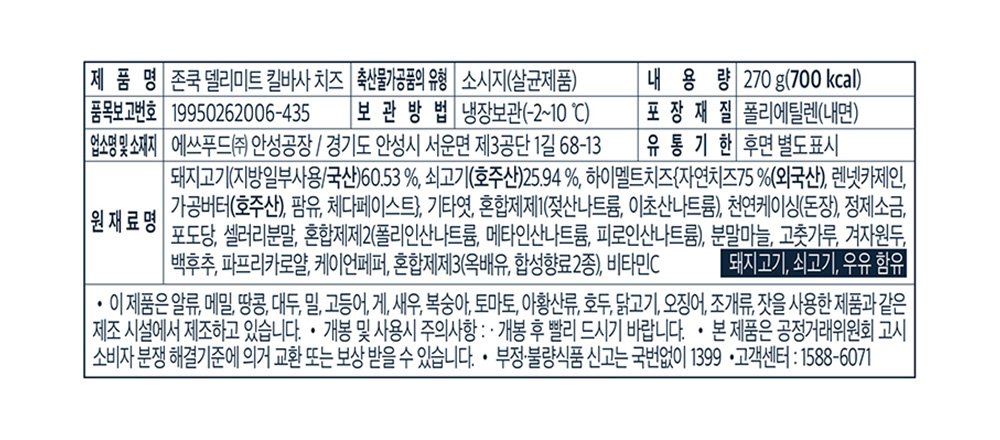 제 품 명 존쿡 델리미트 킬바사 치즈 축산물가공품의 유형 소시지(살균제품) 내 용 량 270 g(700 kcal)
품목보고번호 19950262006-435 보 관 방 법 냉장보관(-2~10 ℃) 포 장 재 질 폴리에틸렌(내면)
업소명 및 소재지 에쓰푸드㈜ 안성공장 / 경기도 안성시 서운면 제3공단 1길 68-13 유 통 기 한 후면 별도표시
원 재 료 명
돼지고기(지방일부사용/국산)60.53 %, 쇠고기(호주산)25.94 %, 하이멜트치즈{자연치즈75 %(외국산), 렌넷카제인,
가공버터(호주산), 팜유, 체다페이스트}, 기타엿, 혼합제제1(젖산나트륨, 이초산나트륨), 천연케이싱(돈장), 정제소금,
포도당, 셀러리분말, 혼합제제2(폴리인산나트륨, 메타인산나트륨, 피로인산나트륨), 분말마늘, 고춧가루, 겨자원두,
백후추, 파프리카로얄, 케이언페퍼, 혼합제제3(옥배유, 합성향료2종), 비타민C 돼지고기, 쇠고기, 우유 함유
• 이 제품은 알류, 메밀, 땅콩, 대두, 밀, 고등어, 게, 새우, 복숭아, 토마토, 아황산류, 호두, 닭고기, 오징어, 조개류, 잣을 사용한 제품과 같은
제조 시설에서 제조하고 있습니다. • 개봉 및 사용시 주의사항 : · 개봉 후 빨리 드시기 바랍니다. • 본 제품은 공정거래위원회 고시
소비자 분쟁 해결기준에 의거 교환 또는 보상 받을 수 있습니다. • 부정·불량식품 신고는 국번없이 1399 •고객센터 : 1588-6071